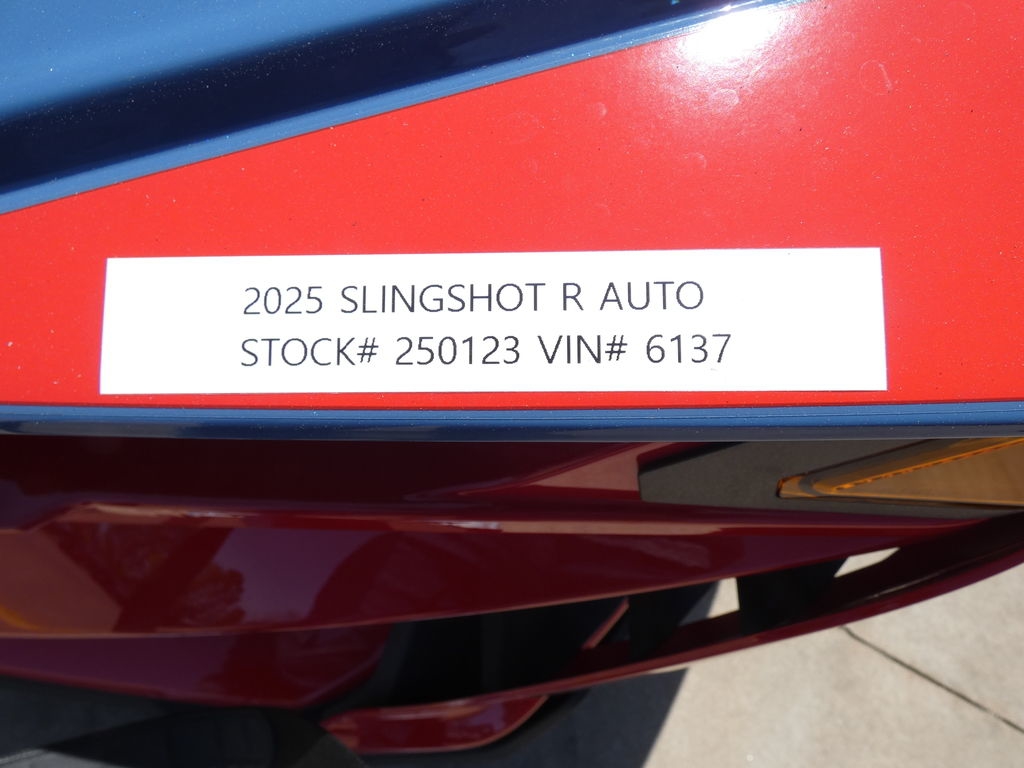 2025 SLINGSHOT R AUTO
STOCK# 250123 VIN# 6137